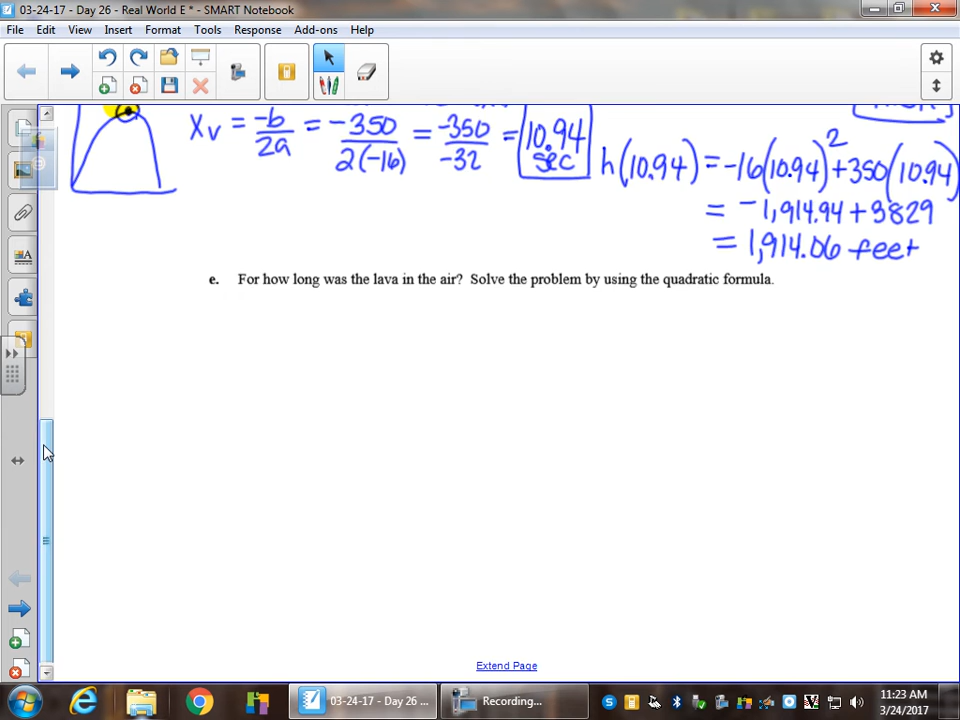 03-24-17 - Day 26 - Real World E * - SMART Notebook
File Edit View Insert Format Tools Response Add-ons Help
Xv = -b/2a = -350/2(-16) = -350/-32 = 10.94 sec
h(10.94) = -16(10.94)² + 350(10.94)
= -1,914.94 + 3829
= 1,914.06 feet
e. For how long was the lava in the air? Solve the problem by using the quadratic formula.
Extend Page
03-24-17 - Day 26 ...
Recording...
11:23 AM
3/24/2017